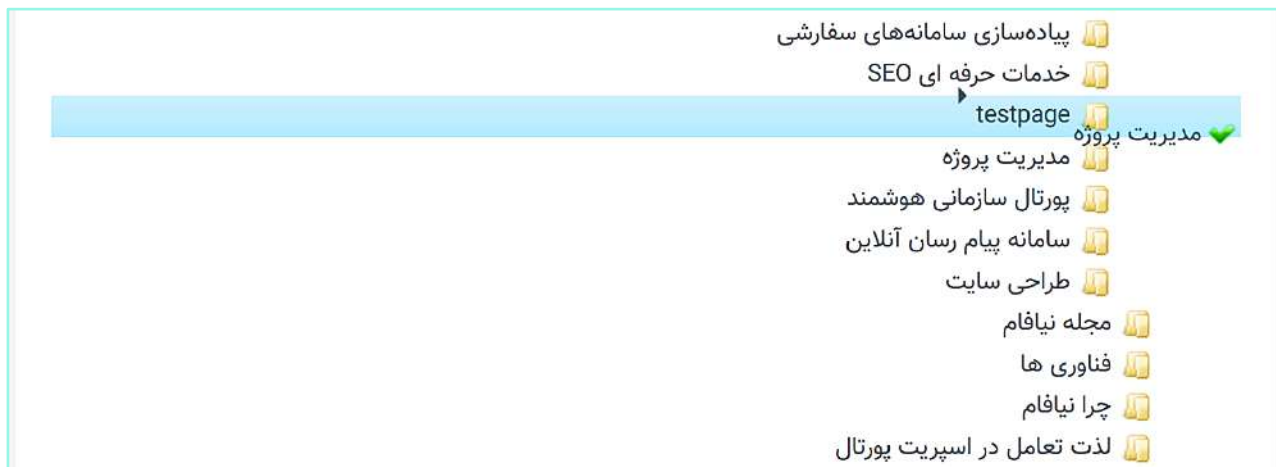 پیاده‌سازی سامانه‌های سفارشی
خدمات حرفه ای SEO
testpage
مدیریت پروژه
مدیریت پروژه
پورتال سازمانی هوشمند
سامانه پیام رسان آنلاین
طراحی سایت
مجله نیافام
فناوری ها
چرا نیافام
لذت تعامل در اسپریت پورتال